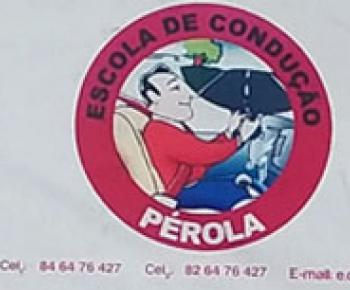 ESCOLA DE CONDUÇÃO
PÉROLA
Cel: 84 64 76 427 Cel: 82 64 76 427 E-mail: e.c